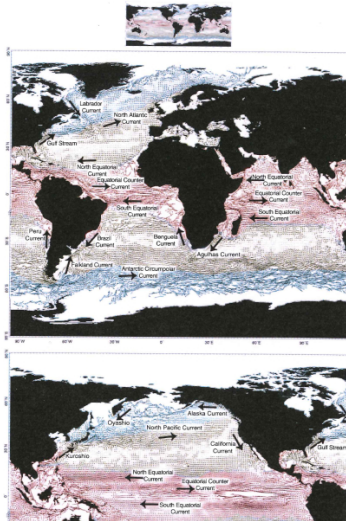 Labrador
Current
North Atlantic
Current
Gulf Stream
North Equatorial
Current
Equatorial Counter
Current
South Equatorial
Current
Peru
Current
Brazil
Current
Falkland Current
Benguela
Current
Agulhas Current
Antarctic Circumpolar
Current
North Equatorial
Current
Equatorial Counter
Current
South Equatorial
Current
Oyashio
Kuroshio
Alaska Current
North Pacific Current
California
Current
Gulf Stream
North Equatorial
Current
Equatorial Counter
Current
South Equatorial
Current